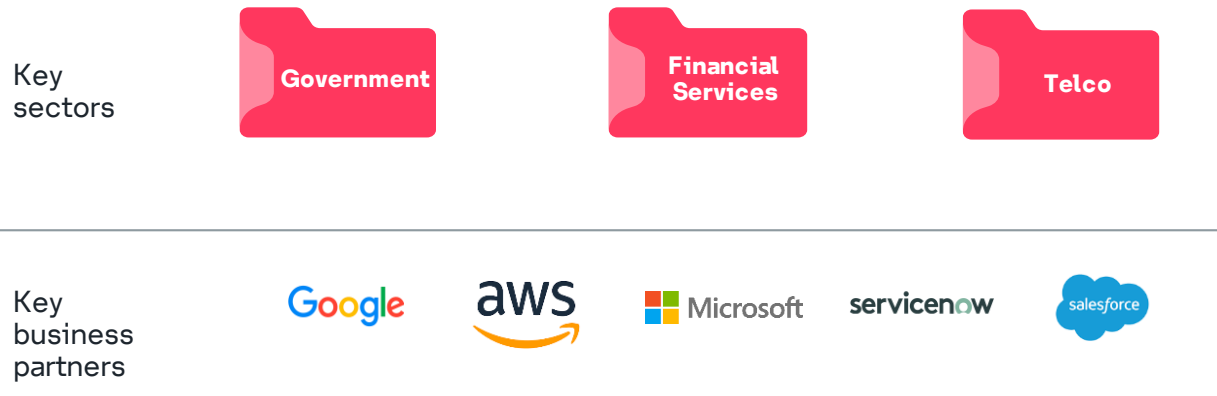 Key
sectors
Government
Financial
Services
Telco
Key
business
partners
Google
aws
Microsoft
servicenow
salesforce